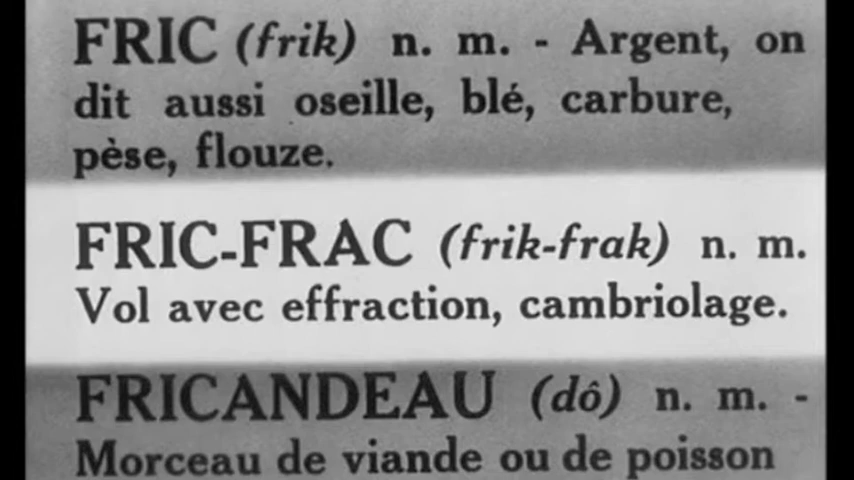 FRIC (frik) n. m. - Argent, on
dit aussi oseille, blé, carbure,
pèse, flouze.
FRIC-FRAC (frik-frak) n. m.
Vol avec effraction, cambriolage.
FRICANDEAU (dô) n. m. -
Morceau de viande ou de poisson